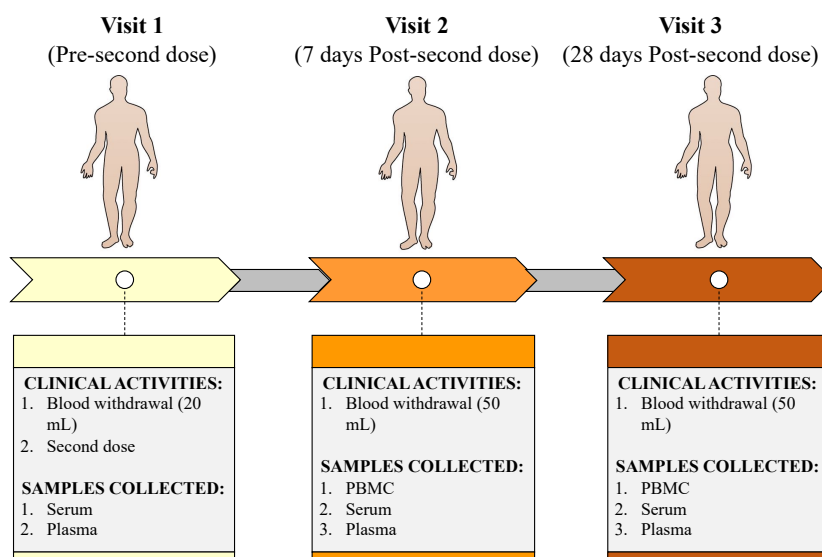 Visit 1
(Pre-second dose)
Visit 2
(7 days Post-second dose)
Visit 3
(28 days Post-second dose)
CLINICAL ACTIVITIES:
1. Blood withdrawal (20
mL)
2. Second dose
SAMPLES COLLECTED:
1. Serum
2. Plasma
CLINICAL ACTIVITIES:
1. Blood withdrawal (50
mL)
SAMPLES COLLECTED:
1. PBMC
2. Serum
3. Plasma
CLINICAL ACTIVITIES:
1. Blood withdrawal (50
mL)
SAMPLES COLLECTED:
1. PBMC
2. Serum
3. Plasma